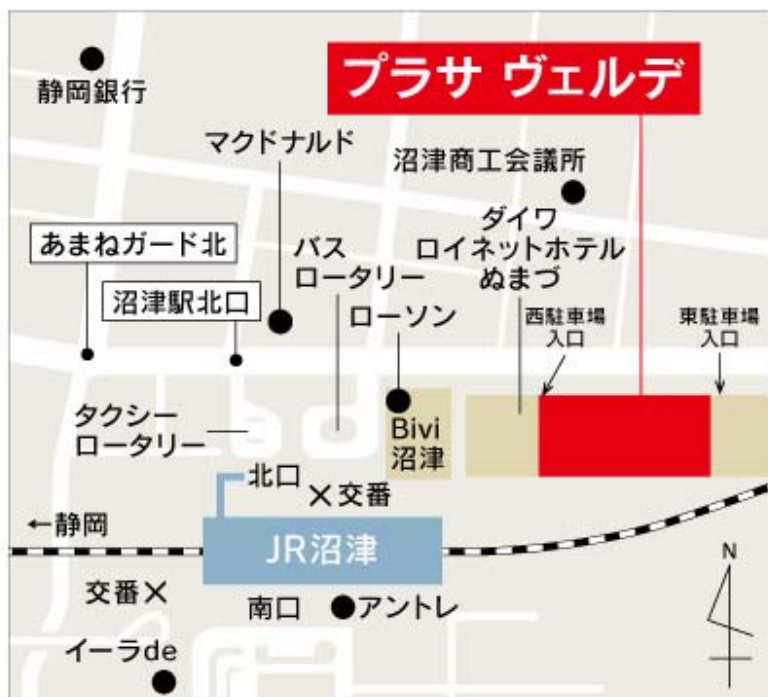 プラサ ヴェルデ
静岡銀行
マクドナルド
沼津商工会議所
あまねガード北
バス
ロータリー
ダイワ
ロイネットホテル
ぬまづ
沼津駅北口
ローソン
西駐車場
入口
東駐車場
入口
タクシー
ロータリー
Bivi
沼津
北口
交番
←静岡
JR沼津
N
交番
南口
アントレ
イーラde